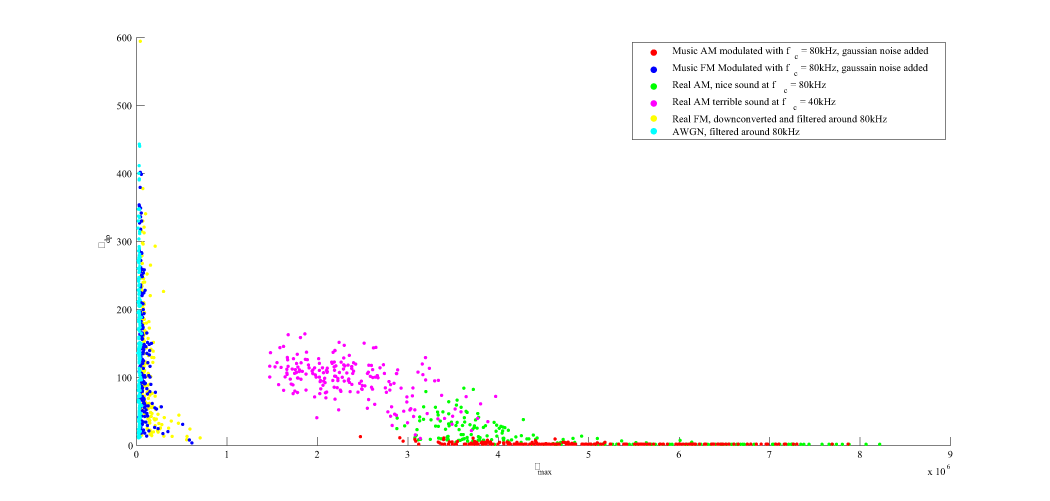 600
500
400
300
200
100
0
□dp
0 1 2 3 4 5 6 7 8 9
x 10^6
□max
Music AM modulated with f c = 80kHz, gaussian noise added
Music FM Modulated with f c = 80kHz, gaussain noise added
Real AM, nice sound at f c = 80kHz
Real AM terrible sound at f c = 40kHz
Real FM, downconverted and filtered around 80kHz
AWGN, filtered around 80kHz